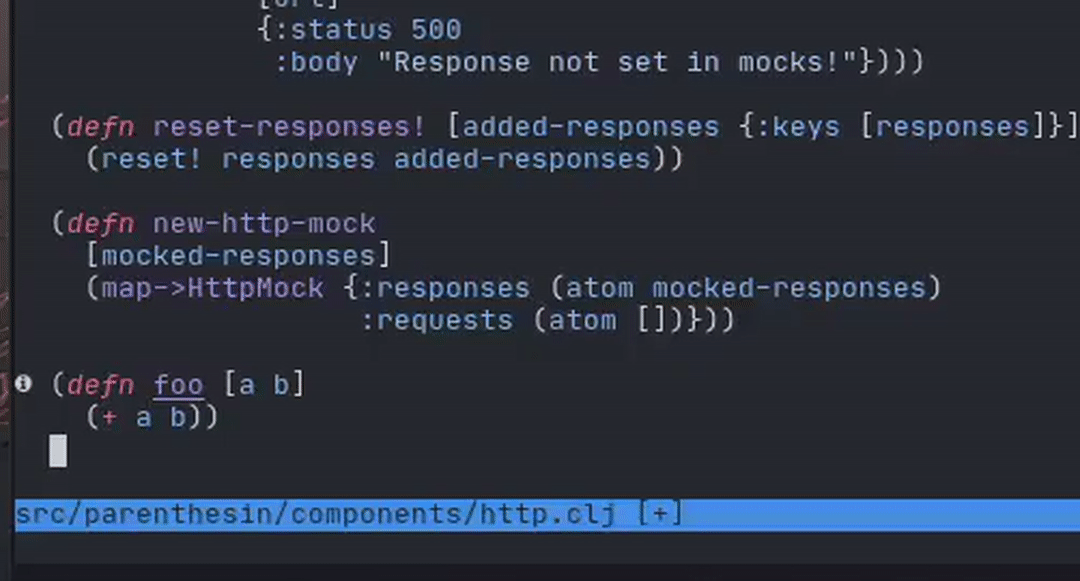 {:status 500
:body "Response not set in mocks!"})))
(defn reset-responses! [added-responses {:keys [responses]}]
(reset! responses added-responses))
(defn new-http-mock
[mocked-responses]
(map->HttpMock {:responses (atom mocked-responses)
:requests (atom [])}))
(defn foo [a b]
(+ a b))
src/parenthesin/components/http.clj [+]